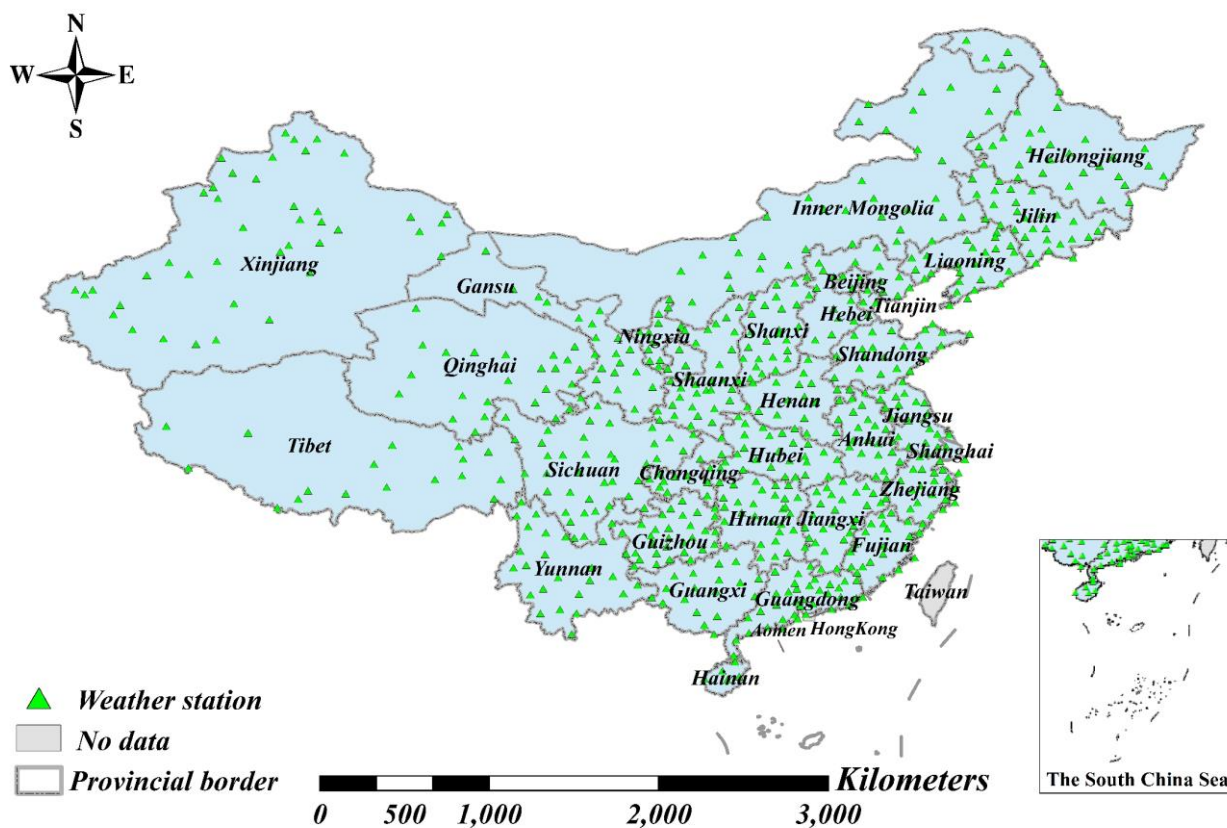 N
W E
S
Heilongjiang
Inner Mongolia
Jilin
Xinjiang
Liaoning
Gansu
Beijing
Tianjin
Hebei
Ningxia
Shanxi
Shandong
Qinghai
Shaanxi
Henan
Jiangsu
Anhui
Tibet
Shanghai
Sichuan
Hubei
Chongqing
Zhejiang
Hunan Jiangxi
Guizhou
Fujian
Yunnan
Guangxi
Guangdong
Taiwan
Aomen HongKong
Hainan
Weather station
No data
Provincial border
Kilometers
0 500 1,000 2,000 3,000
The South China Sea